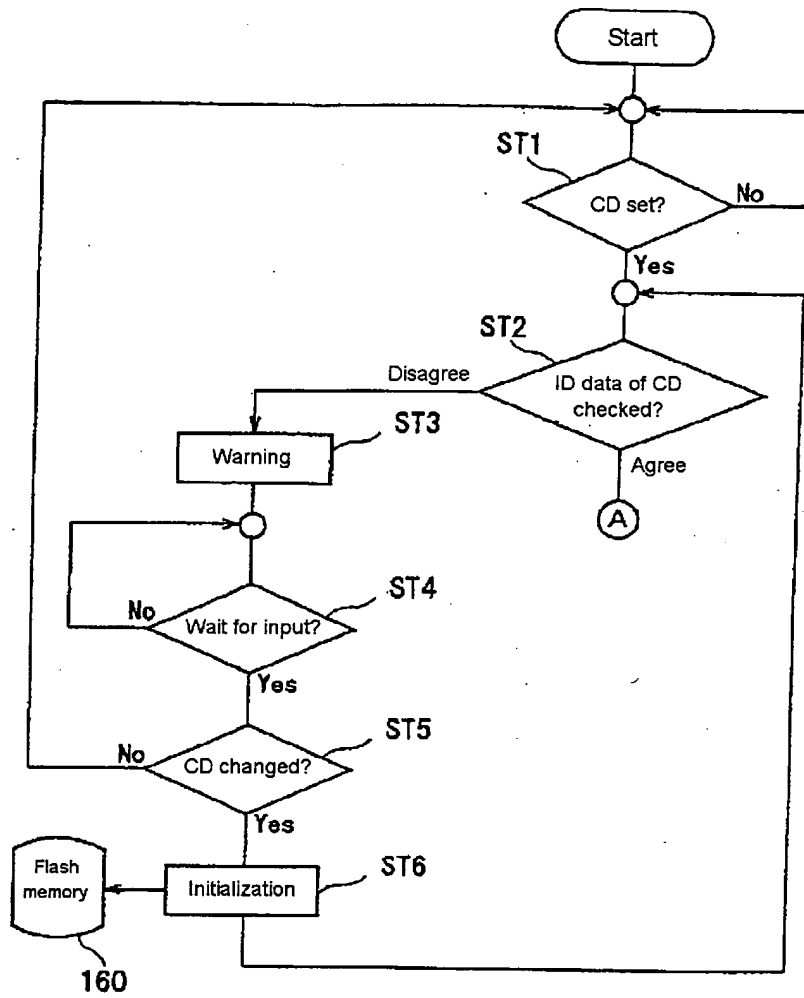 Start
ST1
CD set?
No
Yes
ST2
Disagree
ID data of CD
checked?
ST3
Warning
Agree
A
ST4
No
Wait for input?
Yes
ST5
No
CD changed?
Yes
ST6
Flash
memory
Initialization
160